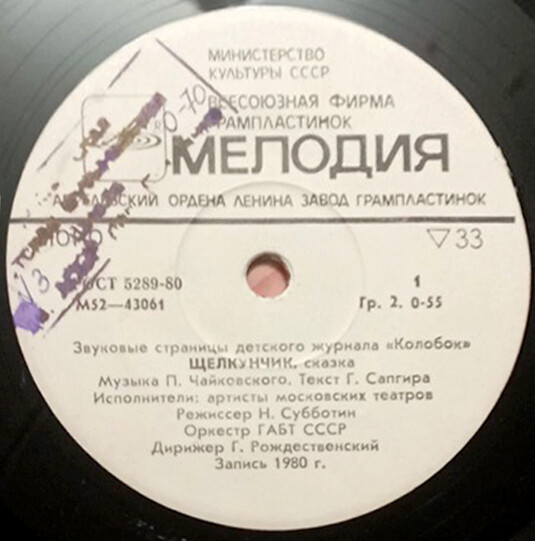 МИНИСТЕРСТВО
КУЛЬТУРЫ СССР
ВСЕСОЮЗНАЯ ФИРМА
ГРАМПЛАСТИНОК
МЕЛОДИЯ
ОРДЕНА ЛЕНИНА ЗАВОД ГРАМПЛАСТИНОК
МОНО ▽33
ГОСТ 5289-80 1
М52—43061 Гр. 2. 0-55
Звуковые страницы детского журнала «Колобок»
ЩЕЛКУНЧИК, сказка
Музыка П. Чайковского. Текст Г. Сапгира
Исполнители: артисты московских театров
Режиссер Н. Субботин
Оркестр ГАБТ СССР
Дирижер Г. Рождественский
Запись 1980 г.